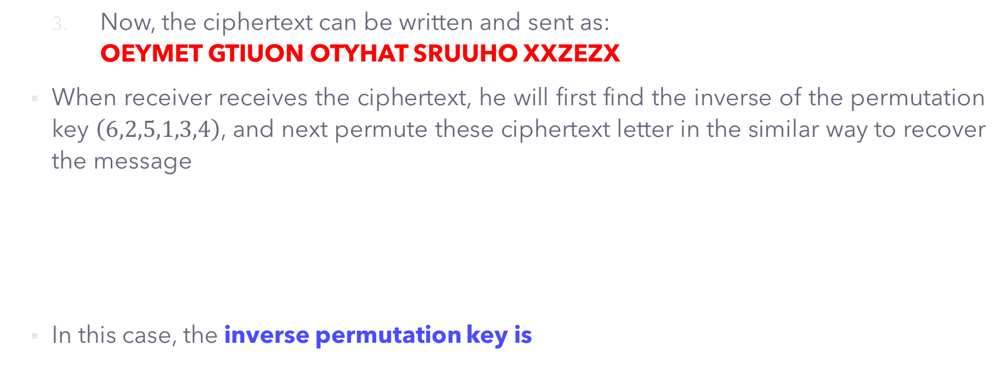 3. Now, the ciphertext can be written and sent as:
OEYMET GTIUON OTYHAT SRUUHO XXZEZX
▪ When receiver receives the ciphertext, he will first find the inverse of the permutation
key (6,2,5,1,3,4), and next permute these ciphertext letter in the similar way to recover
the message
▪ In this case, the inverse permutation key is